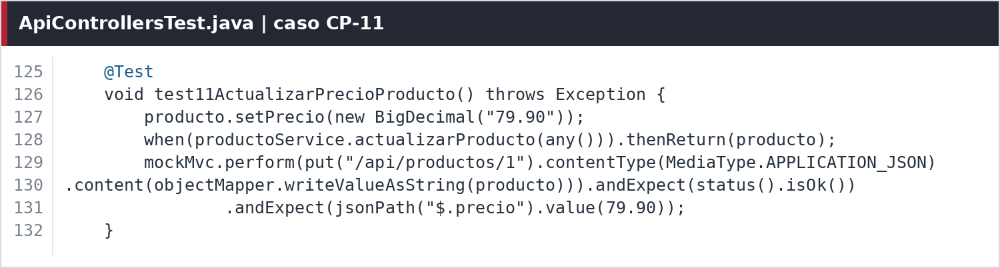 ApiControllersTest.java | caso CP-11
125     @Test
126     void test11ActualizarPrecioProducto() throws Exception {
127         producto.setPrecio(new BigDecimal("79.90"));
128         when(productoService.actualizarProducto(any())).thenReturn(producto);
129         mockMvc.perform(put("/api/productos/1").contentType(MediaType.APPLICATION_JSON)
130 .content(objectMapper.writeValueAsString(producto))).andExpect(status().isOk())
131                 .andExpect(jsonPath("$.precio").value(79.90));
132     }